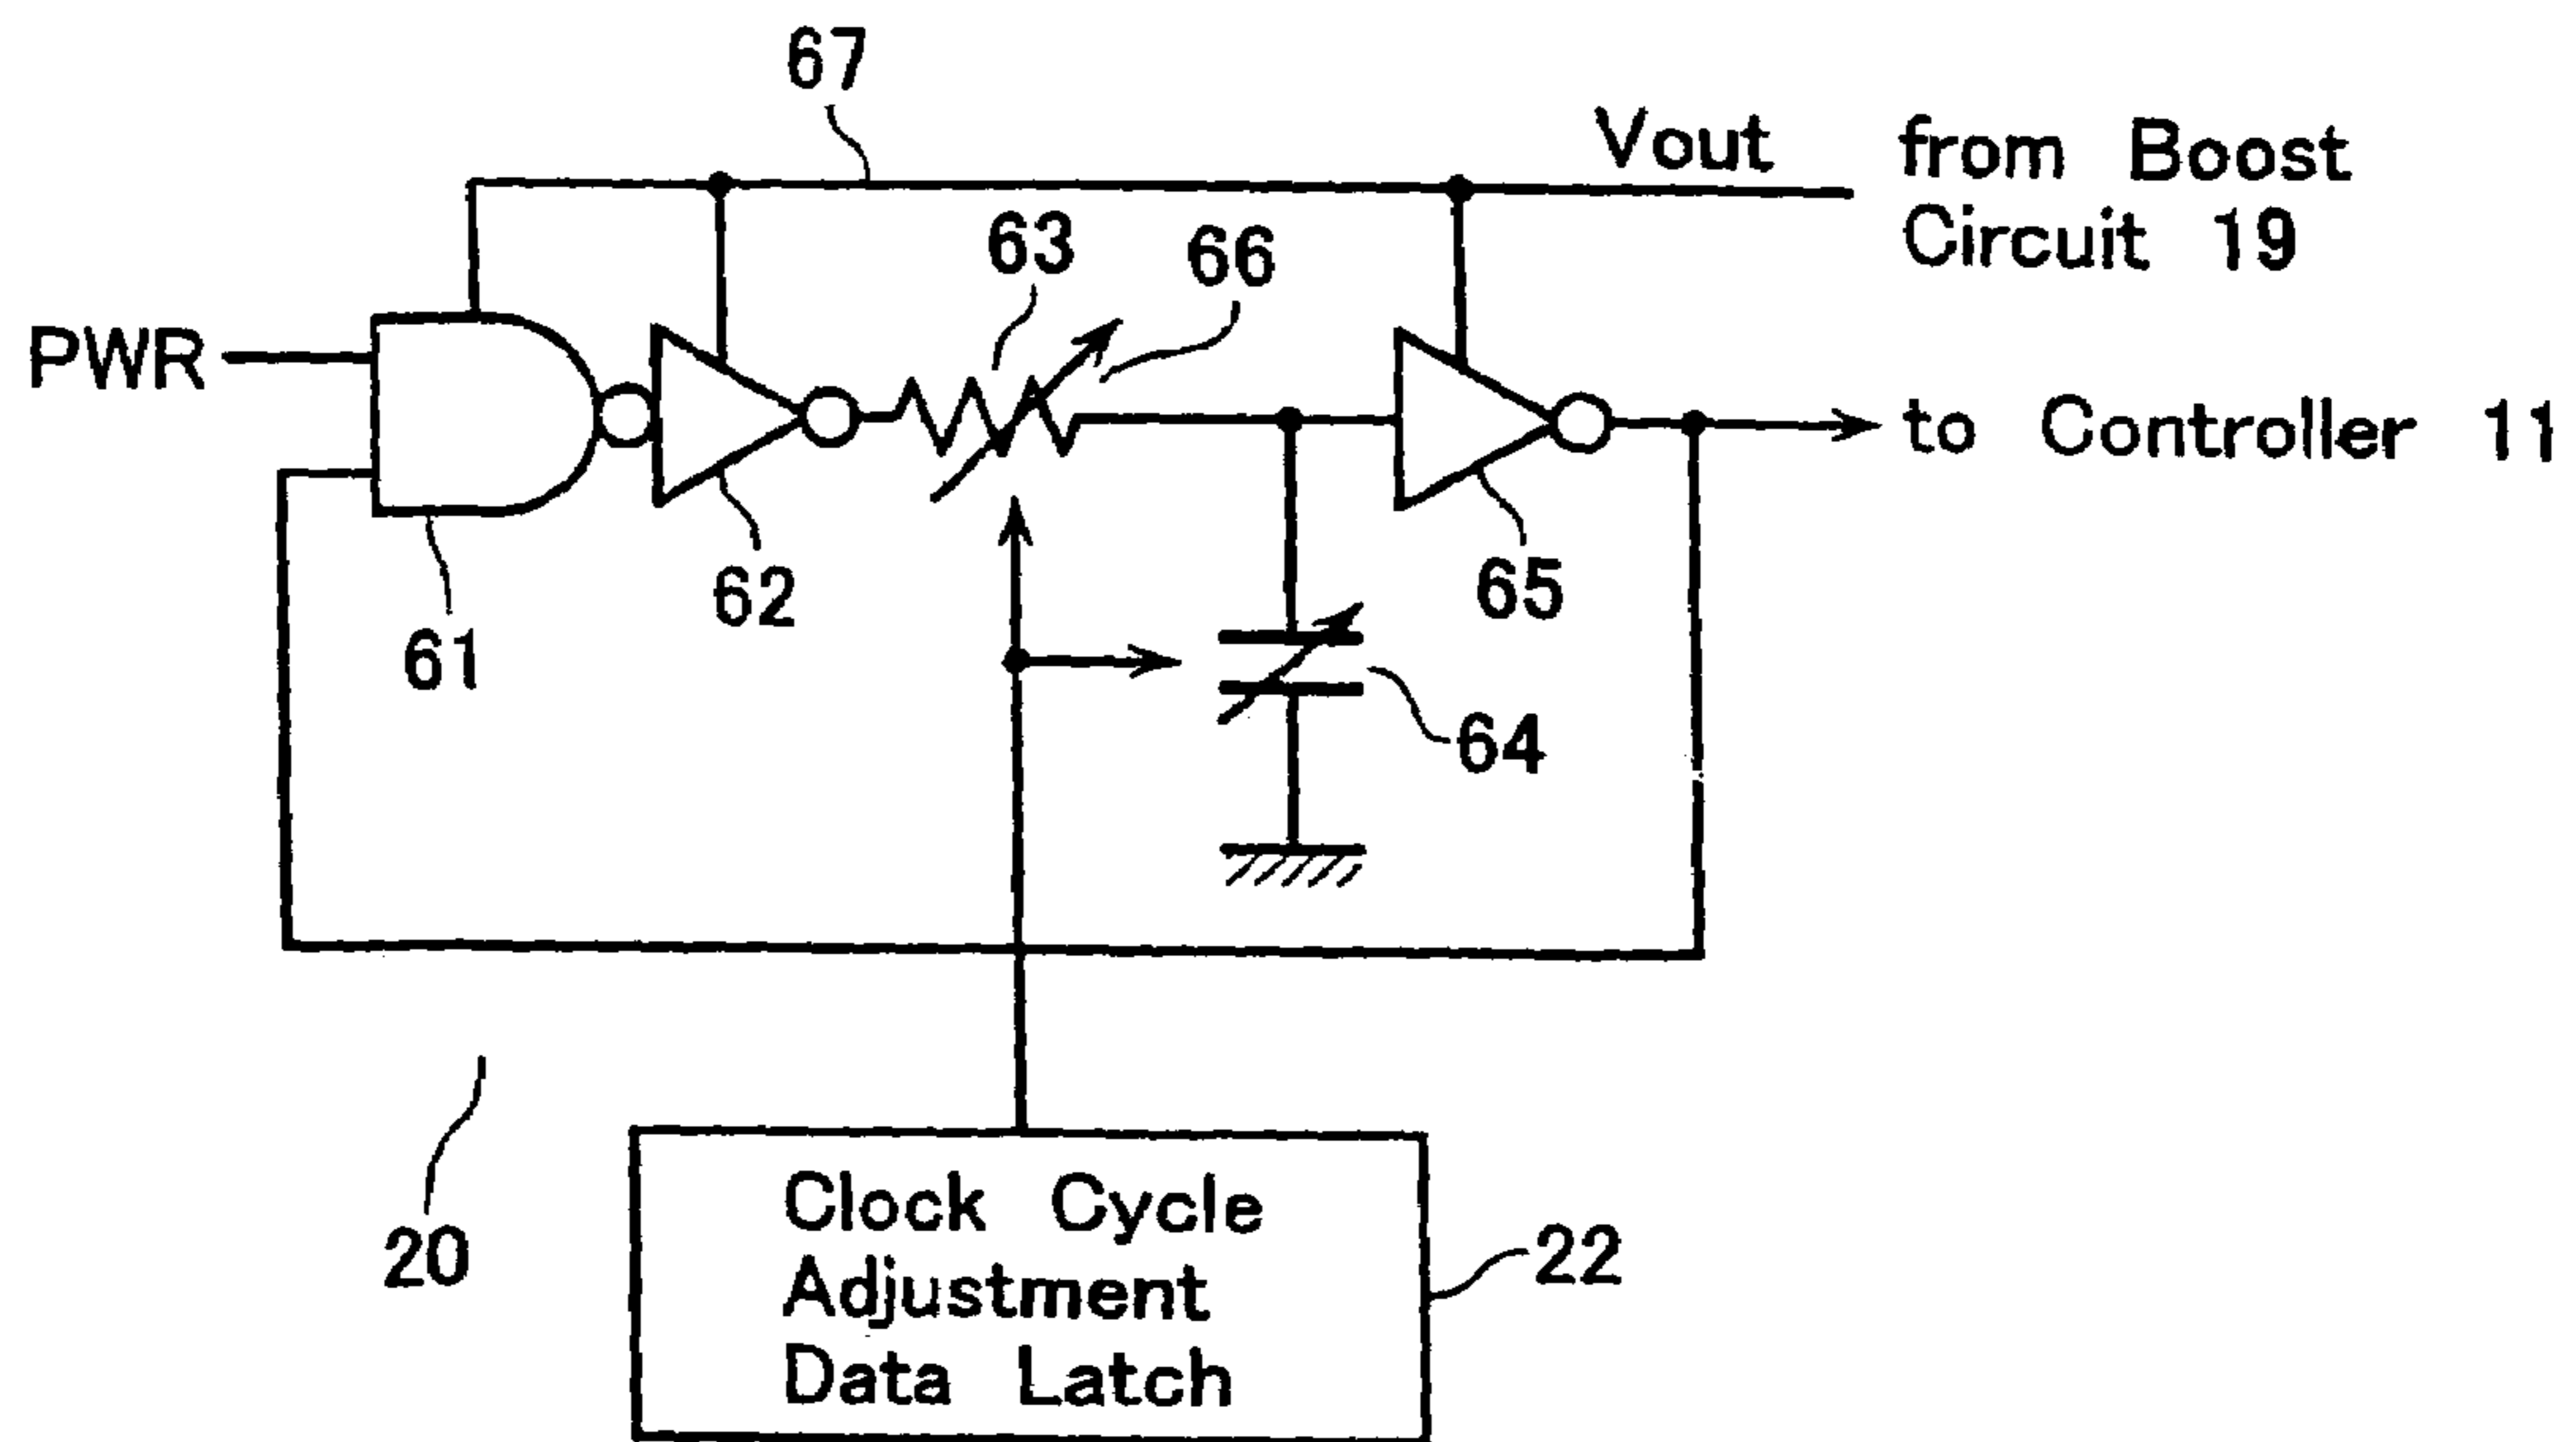 67
Vout from Boost
Circuit 19
63
66
PWR
to Controller 11
62
65
61
64
20
Clock Cycle
Adjustment
Data Latch
22